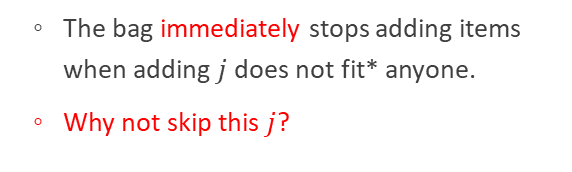 ◦ The bag immediately stops adding items
when adding j does not fit* anyone.
◦ Why not skip this j?